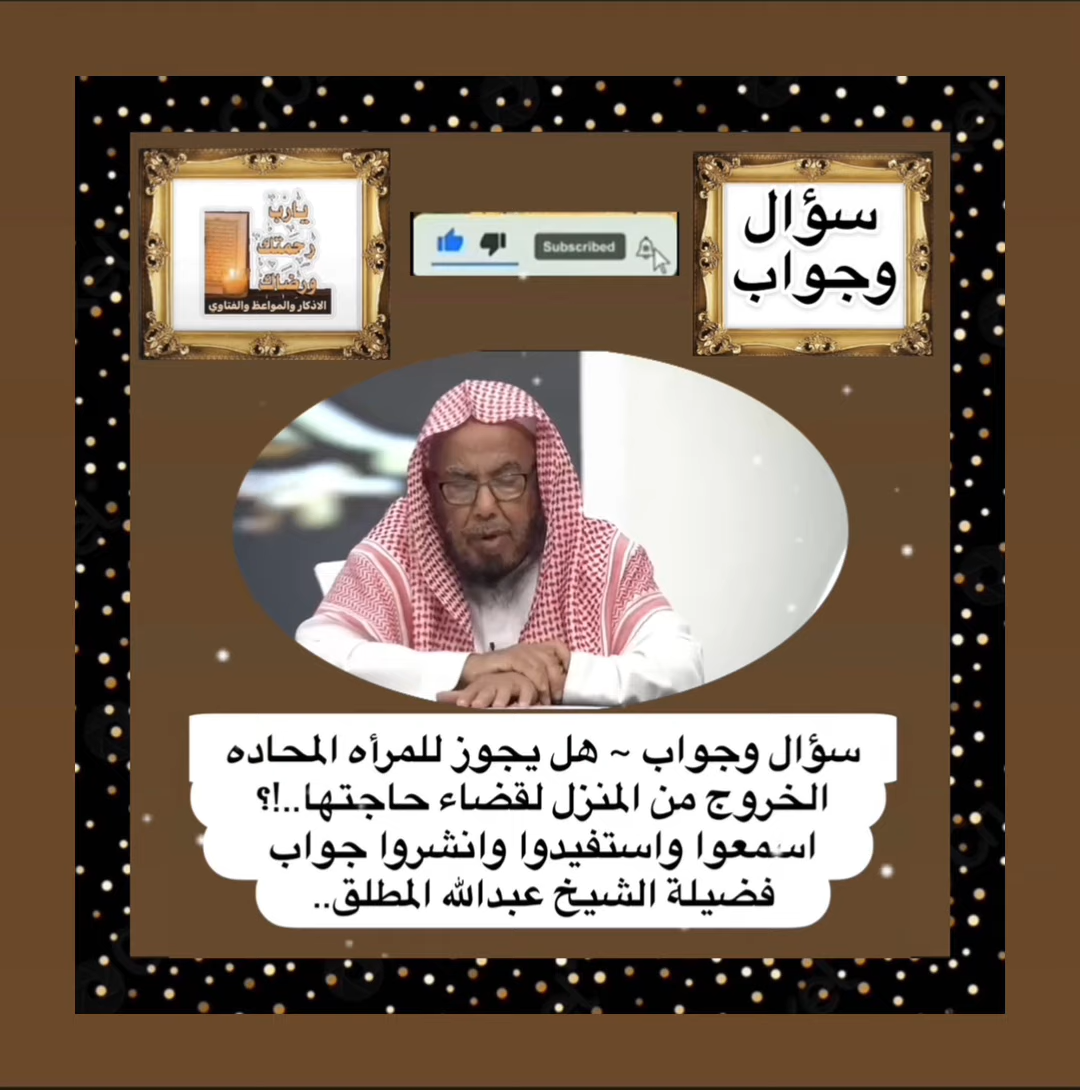 سؤال
وجواب
Subscribed
يارب
رحمتك
ورضاك
الاذكار والمواعظ والفتاوي
سؤال وجواب ~ هل يجوز للمرأه المحاده
الخروج من المنزل لقضاء حاجتها..!؟
اسمعوا واستفيدوا وانشروا جواب
فضيلة الشيخ عبدالله المطلق..